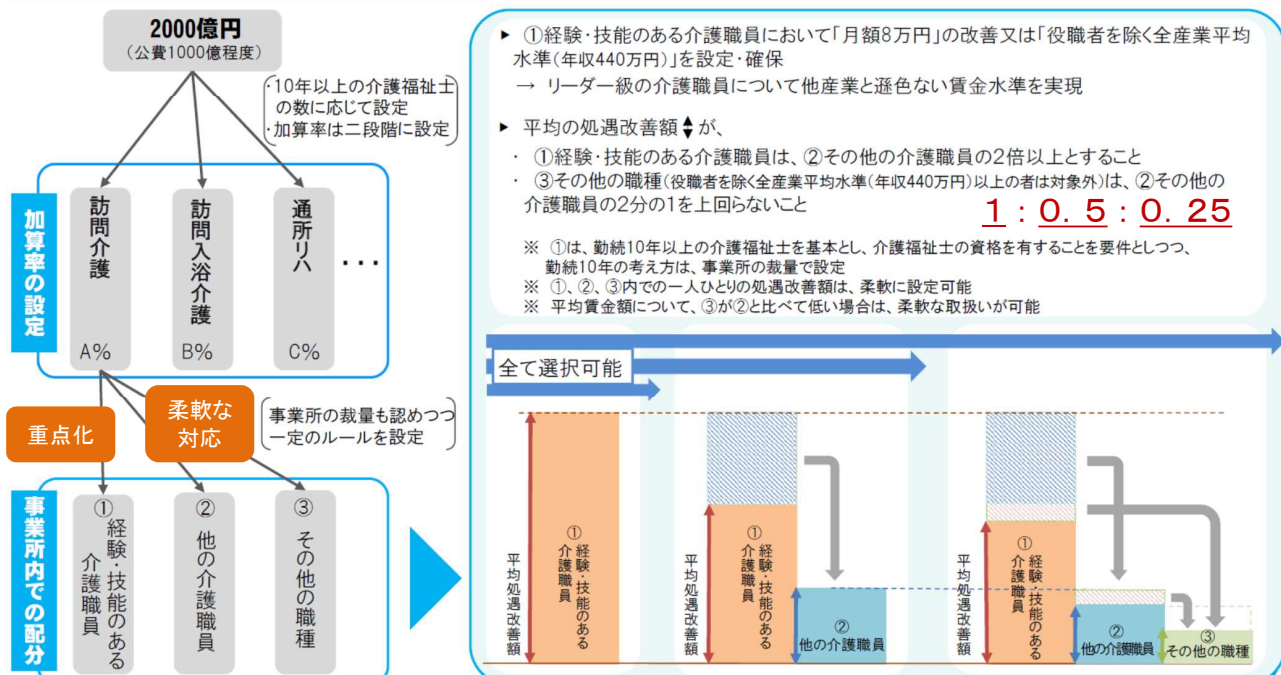 2000億円
(公費1000億程度)
・10年以上の介護福祉士
の数に応じて設定
・加算率は二段階に設定
加算率の設定
訪問介護
A%
訪問入浴介護
B%
通所リハ
C%
・・・
重点化
柔軟な
対応
事業所の裁量も認めつつ
一定のルールを設定
事業所内での配分
①
経験・技能のある
介護職員
②
他の介護職員
③
その他の職種
▶ ①経験・技能のある介護職員において「月額8万円」の改善又は「役職者を除く全産業平均
水準(年収440万円)」を設定・確保
→ リーダー級の介護職員について他産業と遜色ない賃金水準を実現
▶ 平均の処遇改善額 が、
・ ①経験・技能のある介護職員は、②その他の介護職員の2倍以上とすること
・ ③その他の職種(役職者を除く全産業平均水準(年収440万円)以上の者は対象外)は、②その他の
介護職員の2分の1を上回らないこと
1：0.5：0.25
※ ①は、勤続10年以上の介護福祉士を基本とし、介護福祉士の資格を有することを要件としつつ、
勤続10年の考え方は、事業所の裁量で設定
※ ①、②、③内での一人ひとりの処遇改善額は、柔軟に設定可能
※ 平均賃金額について、③が②と比べて低い場合は、柔軟な取扱いが可能
全て選択可能
平均処遇改善額
①
経験・技能のある
介護職員
平均処遇改善額
①
経験・技能のある
介護職員
②
他の介護職員
平均処遇改善額
①
経験・技能のある
介護職員
②
他の介護職員
③
その他の職種